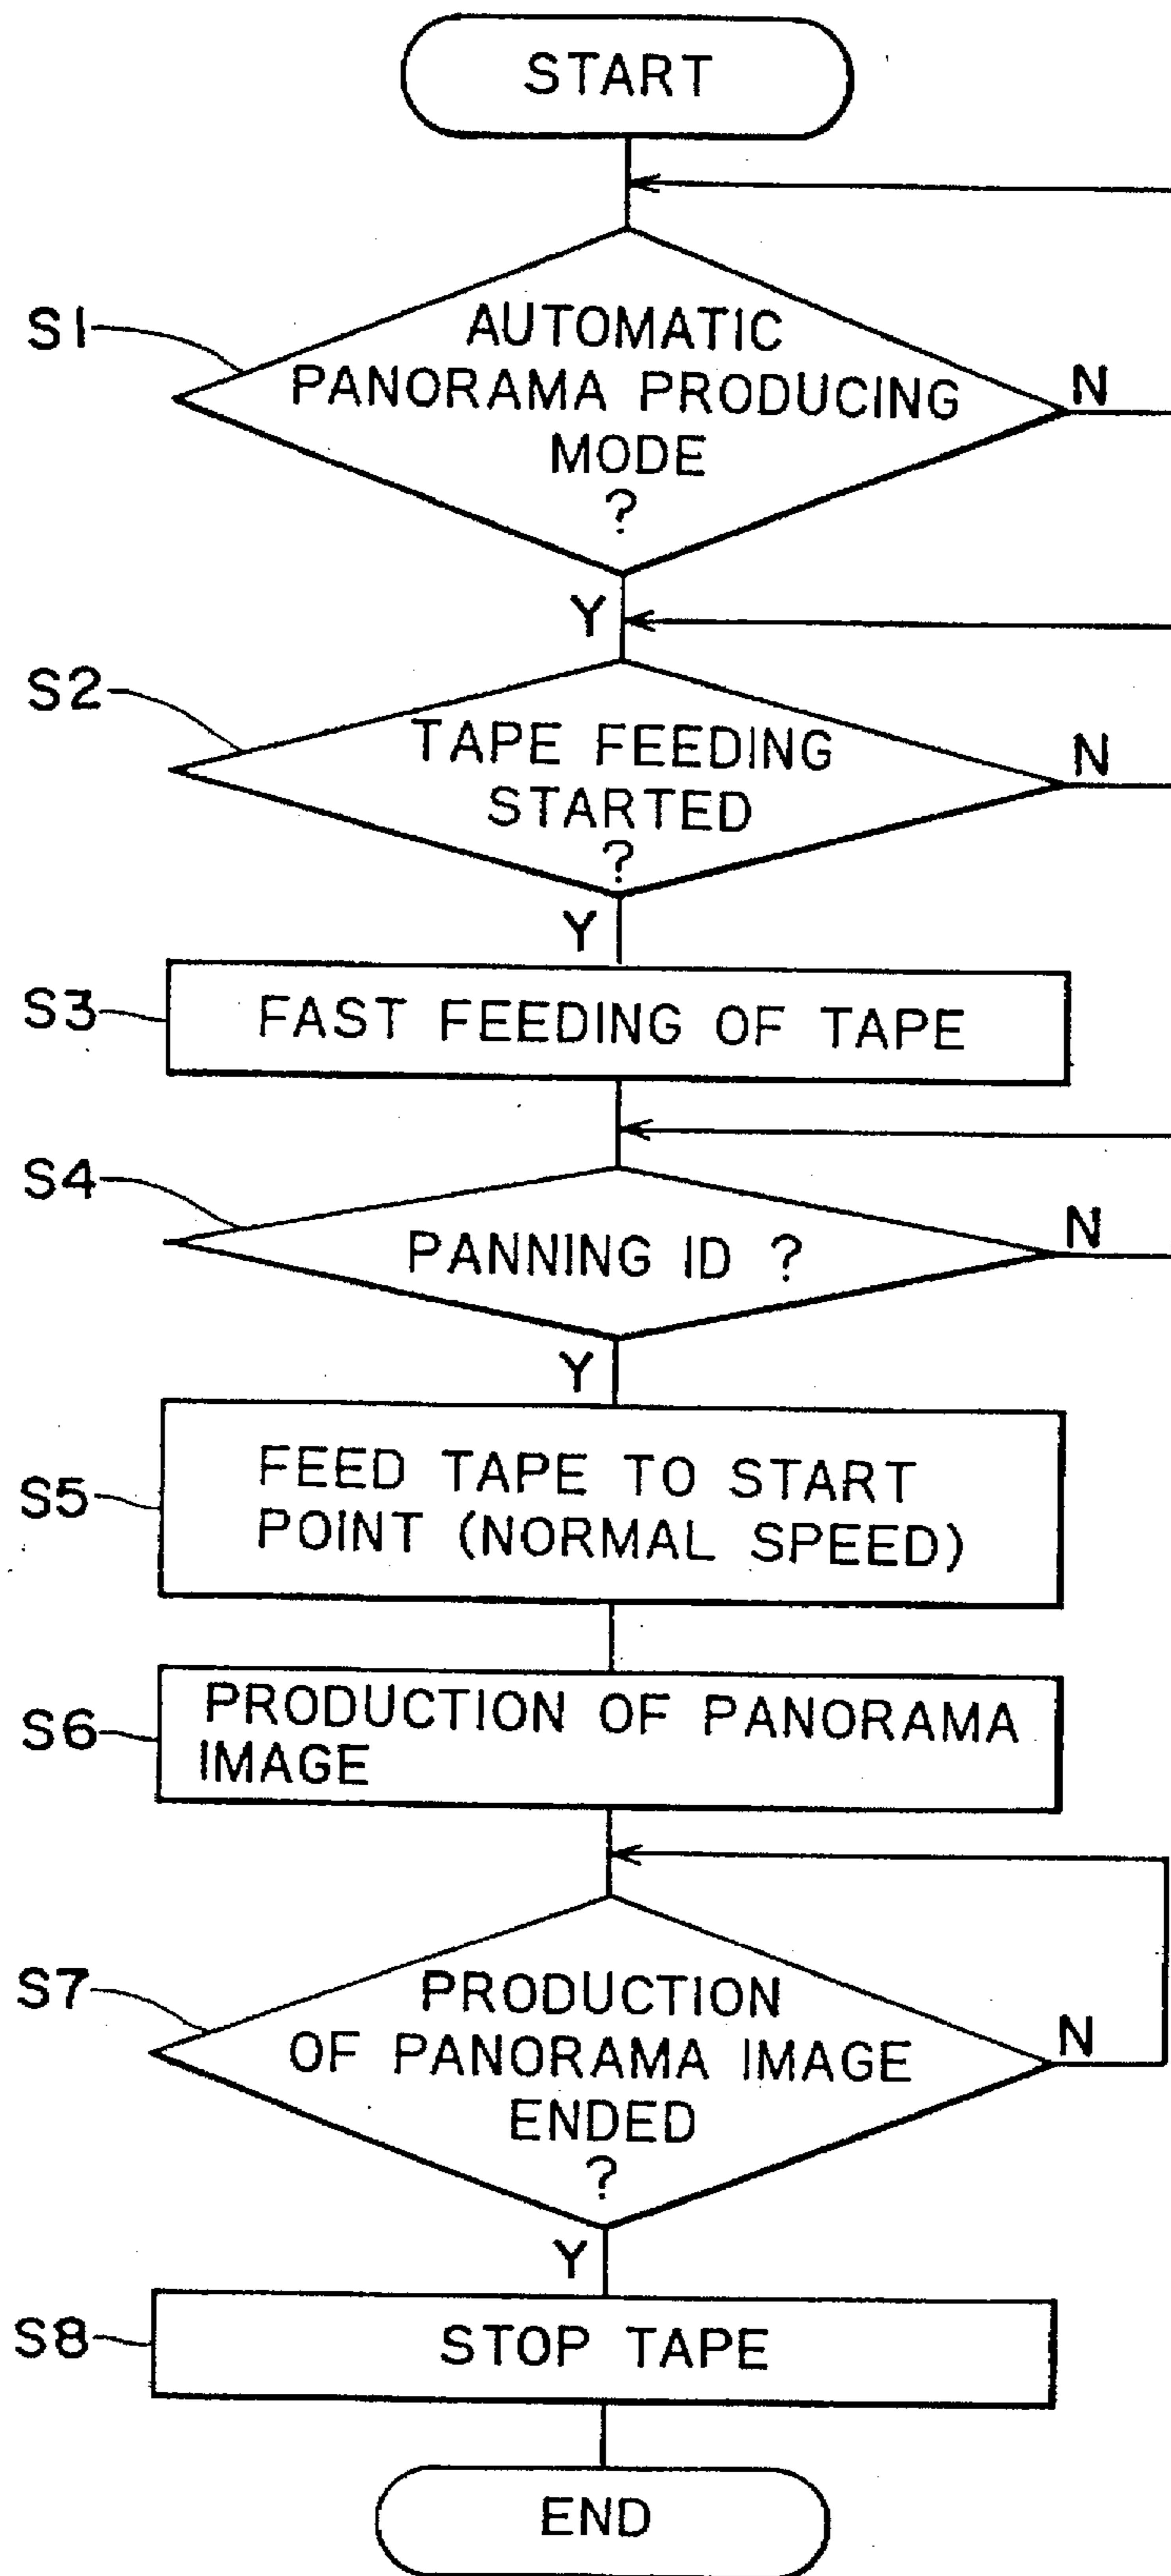 START
S1
AUTOMATIC
PANORAMA PRODUCING
MODE
?
N
Y
S2
TAPE FEEDING
STARTED
?
N
Y
S3
FAST FEEDING OF TAPE
S4
PANNING ID ?
N
Y
S5
FEED TAPE TO START
POINT (NORMAL SPEED)
S6
PRODUCTION OF PANORAMA
IMAGE
S7
PRODUCTION
OF PANORAMA IMAGE
ENDED
?
N
Y
S8
STOP TAPE
END